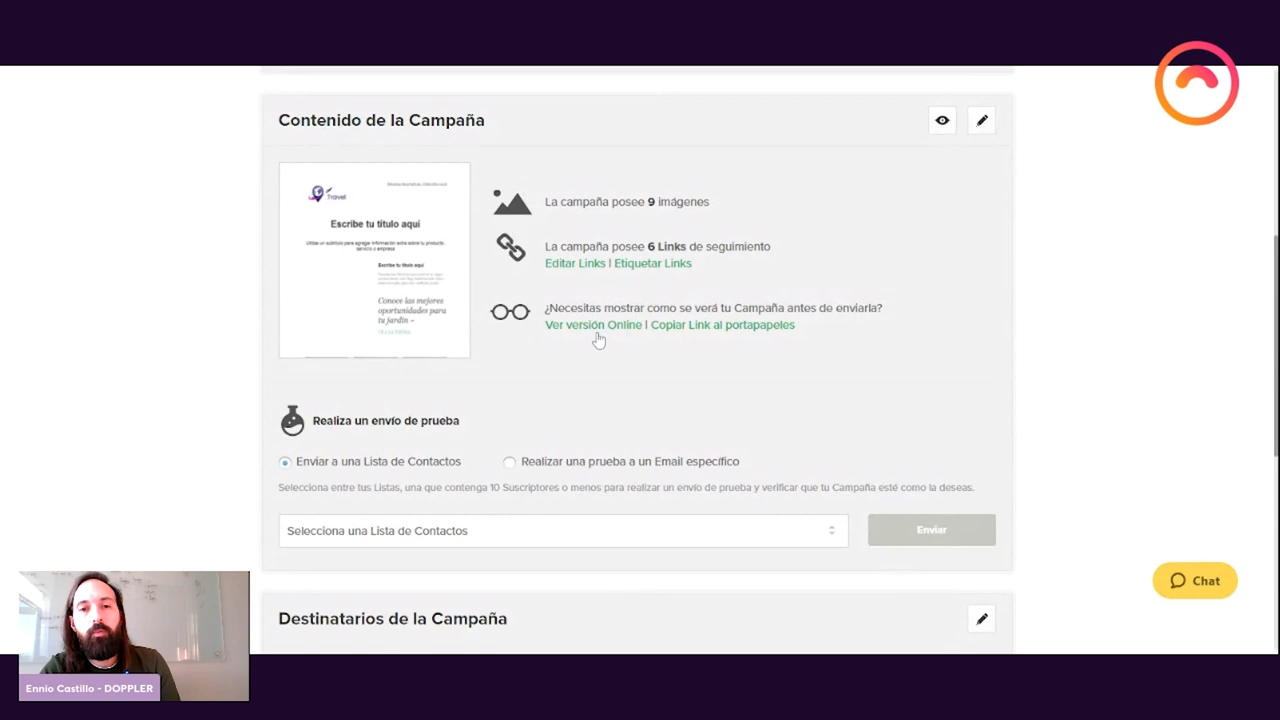 Contenido de la Campaña
Travel
Escribe tu título aquí
Escribe tu título aquí
Conoce las mejores
oportunidades para
tu jardín –
La campaña posee 9 imágenes
La campaña posee 6 Links de seguimiento
Editar Links | Etiquetar Links
¿Necesitas mostrar como se verá tu Campaña antes de enviarla?
Ver versión Online | Copiar Link al portapapeles
Realiza un envío de prueba
Enviar a una Lista de Contactos
Realizar una prueba a un Email específico
Selecciona entre tus Listas, una que contenga 10 Suscriptores o menos para realizar un envío de prueba y verificar que tu Campaña esté como la deseas.
Selecciona una Lista de Contactos
Enviar
Chat
Destinatarios de la Campaña
Ennio Castillo - DOPPLER